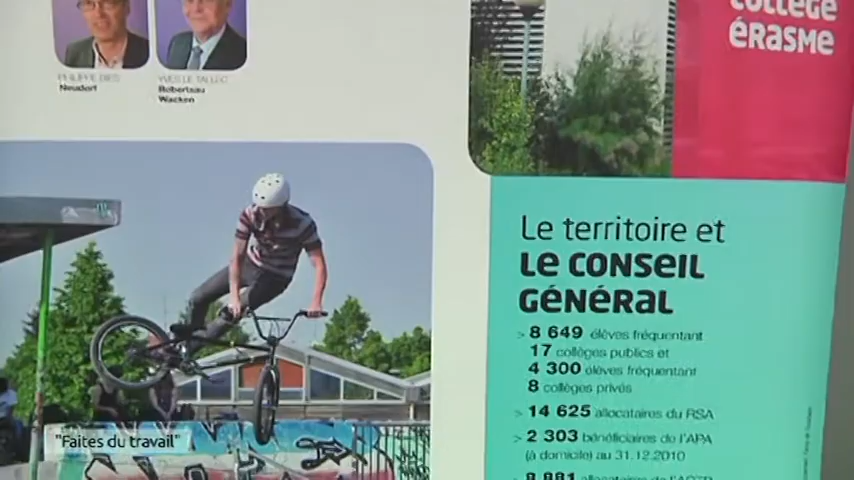 COLLÈGE
ÉRASME
PHILIPPE BIES
Neudorf
YVES LE TALLEC
Robertsau
Wacken
Le territoire et
LE CONSEIL
GÉNÉRAL
> 8 649 élèves fréquentant
17 collèges publics et
4 300 élèves fréquentant
8 collèges privés
> 14 625 allocataires du RSA
> 2 303 bénéficiaires de l'APA
(à domicile) au 31.12.2010
"Faites du travail"